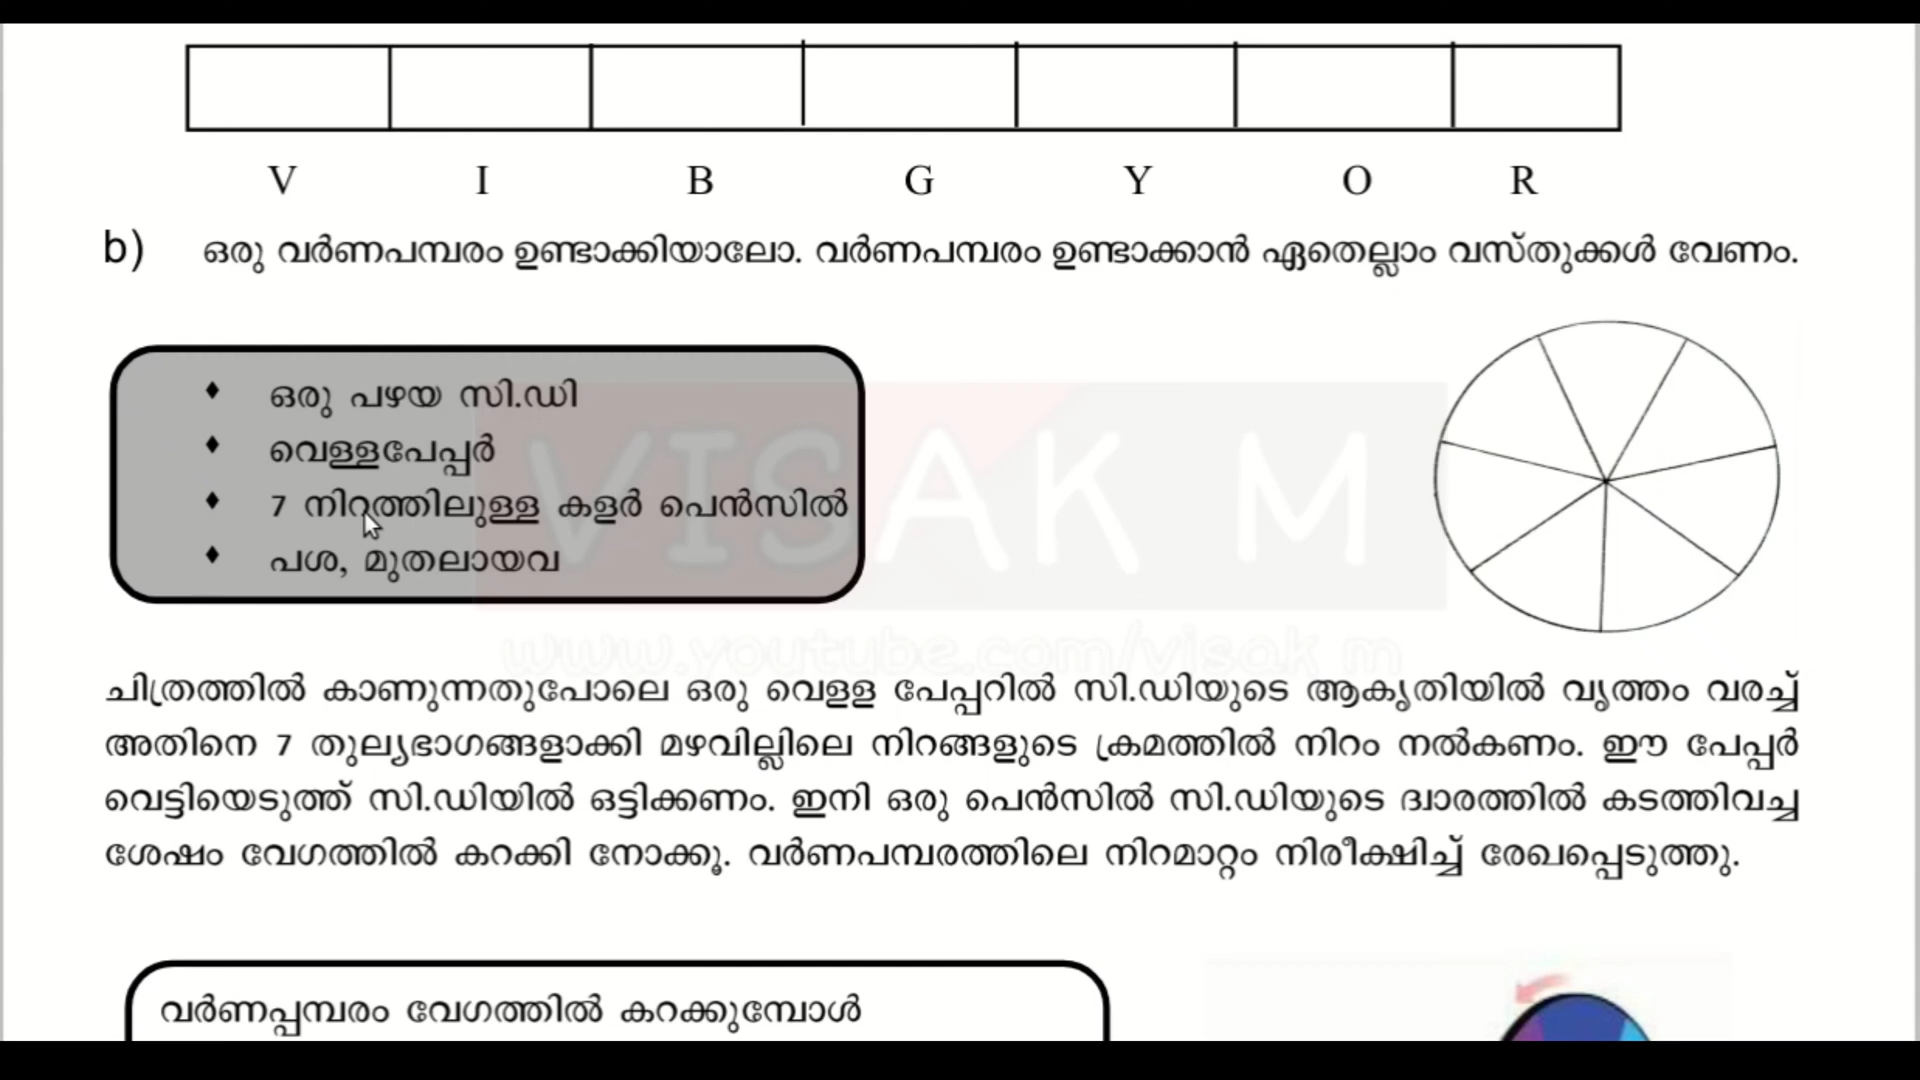 V I B G Y O R
b) ഒരു വർണപമ്പരം ഉണ്ടാക്കിയാലോ. വർണപമ്പരം ഉണ്ടാക്കാൻ ഏതെല്ലാം വസ്തുക്കൾ വേണം.
♦ ഒരു പഴയ സി.ഡി
♦ വെള്ളപേപ്പർ
♦ 7 നിറത്തിലുള്ള കളർ പെൻസിൽ
♦ പശ, മുതലായവ
VISAK M
www.youtube.com/visak m
ചിത്രത്തിൽ കാണുന്നതുപോലെ ഒരു വെളള പേപ്പറിൽ സി.ഡിയുടെ ആകൃതിയിൽ വൃത്തം വരച്ച്
അതിനെ 7 തുല്യഭാഗങ്ങളാക്കി മഴവില്ലിലെ നിറങ്ങളുടെ ക്രമത്തിൽ നിറം നൽകണം. ഈ പേപ്പർ
വെട്ടിയെടുത്ത് സി.ഡിയിൽ ഒട്ടിക്കണം. ഇനി ഒരു പെൻസിൽ സി.ഡിയുടെ ദ്വാരത്തിൽ കടത്തിവച്ച
ശേഷം വേഗത്തിൽ കറക്കി നോക്കൂ. വർണപമ്പരത്തിലെ നിറമാറ്റം നിരീക്ഷിച്ച് രേഖപ്പെടുത്തു.
വർണപ്പമ്പരം വേഗത്തിൽ കറക്കുമ്പോൾ